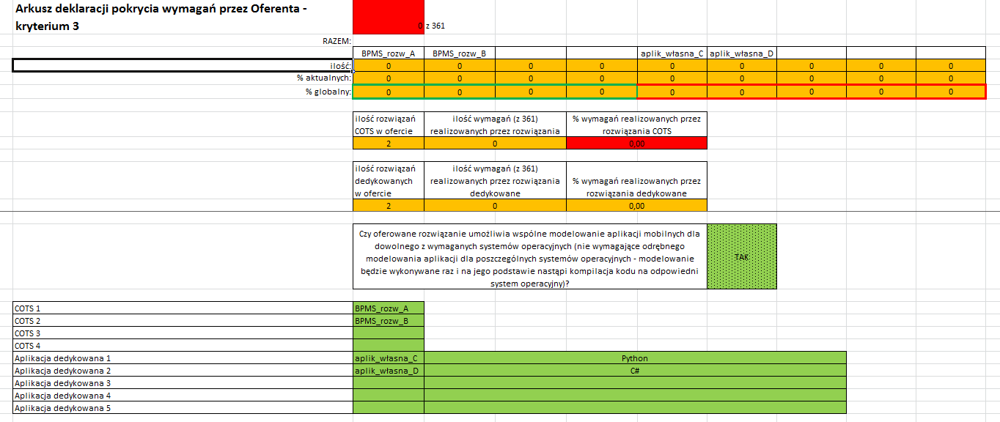 Arkusz deklaracji pokrycia wymagań przez Oferenta -
kryterium 3
0 z 361
RAZEM:
BPMS_rozw_A BPMS_rozw_B aplik_własna_C aplik_własna_D
ilość: 0 0 0 0 0 0 0 0 0
% aktualnych: 0 0 0 0 0 0 0 0 0
% globalny: 0 0 0 0 0 0 0 0 0
ilość rozwiązań
COTS w ofercie
ilość wymagań (z 361)
realizowanych przez rozwiązania
% wymagań realizowanych przez
rozwiązania COTS
2 0 0,00
ilość rozwiązań
dedykowanych
w ofercie
ilość wymagań (z 361)
realizowanych przez rozwiązania
dedykowane
% wymagań realizowanych przez
rozwiązania dedykowane
2 0 0,00
Czy oferowane rozwiązanie umożliwia wspólne modelowanie aplikacji mobilnych dla
dowolnego z wymaganych systemów operacyjnych (nie wymagające odrębnego
modelowania aplikacji dla poszczególnych systemów operacyjnych - modelowanie
będzie wykonywane raz i na jego podstawie nastąpi kompilacja kodu na odpowiedni
system operacyjny)?
TAK
COTS 1 BPMS_rozw_A
COTS 2 BPMS_rozw_B
COTS 3
COTS 4
Aplikacja dedykowana 1 aplik_własna_C Python
Aplikacja dedykowana 2 aplik_własna_D C#
Aplikacja dedykowana 3
Aplikacja dedykowana 4
Aplikacja dedykowana 5